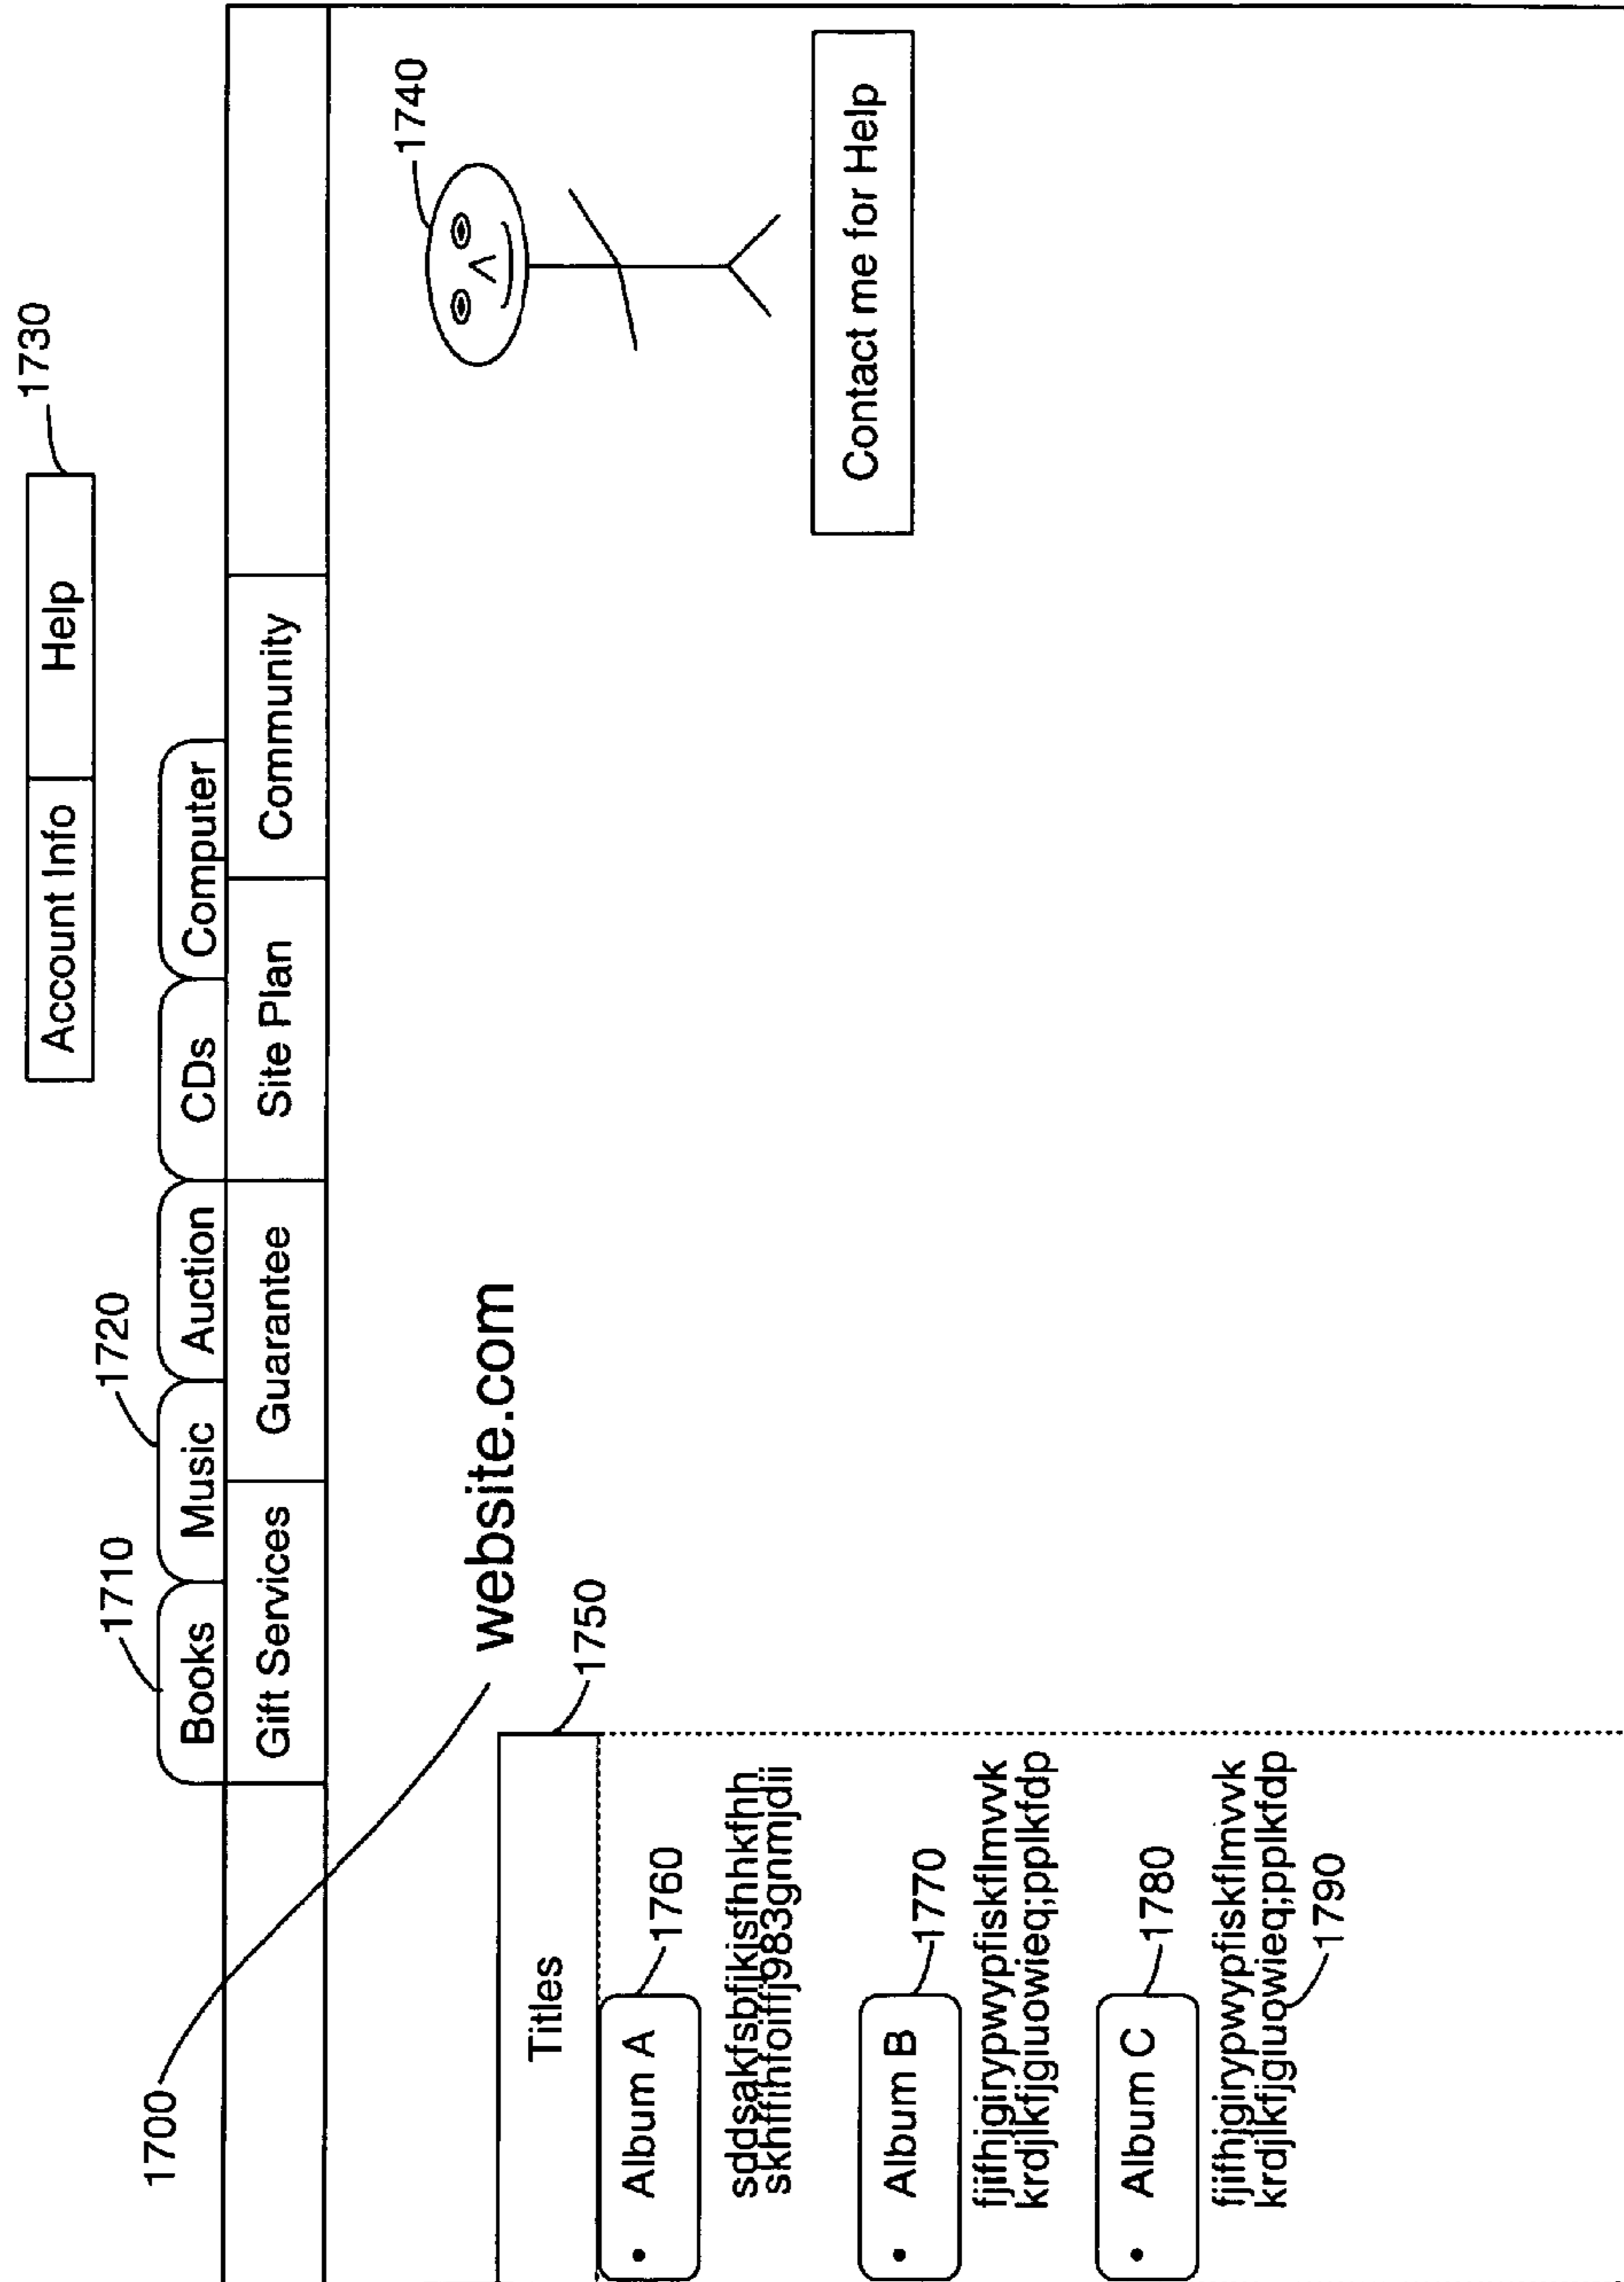 1730
Account Info Help
1710 1720
Books Music Auction CDs Computer
Gift Services Guarantee Site Plan Community
1700
1740
website.com
1750
Titles
• Album A
1760
sddsakfsbfjkjsfhhkfhh
skhffihfoiffj983gnmjdii
Contact me for Help
• Album B
1770
fjifhjgirypwypfiskflmvvk
krdjlkfjgiuowieq;pplkfdp
• Album C
1780
fjifhjgirypwypfiskflmvvk
krdjlkfjgiuowieq;pplkfdp
1790